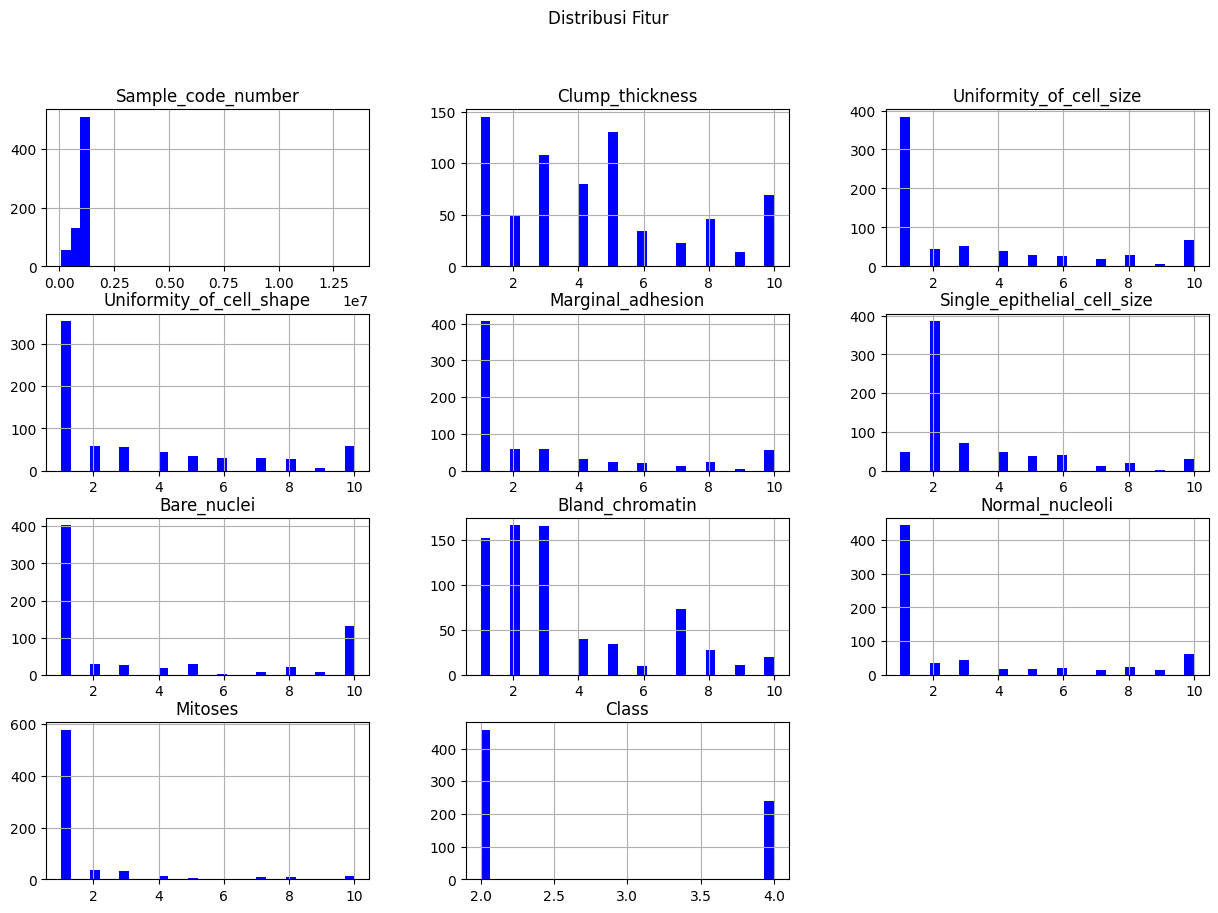 Distribusi Fitur
Sample_code_number
Clump_thickness
Uniformity_of_cell_size
400
200
0
0.00 0.25 0.50 0.75 1.00 1.25
1e7
150
100
50
0
2 4 6 8 10
400
300
200
100
0
2 4 6 8 10
Uniformity_of_cell_shape
Marginal_adhesion
Single_epithelial_cell_size
300
200
100
0
2 4 6 8 10
400
300
200
100
0
2 4 6 8 10
400
300
200
100
0
2 4 6 8 10
Bare_nuclei
Bland_chromatin
Normal_nucleoli
400
300
200
100
0
2 4 6 8 10
150
100
50
0
2 4 6 8 10
400
300
200
100
0
2 4 6 8 10
Mitoses
Class
600
400
200
0
2 4 6 8 10
400
300
200
100
0
2.0 2.5 3.0 3.5 4.0